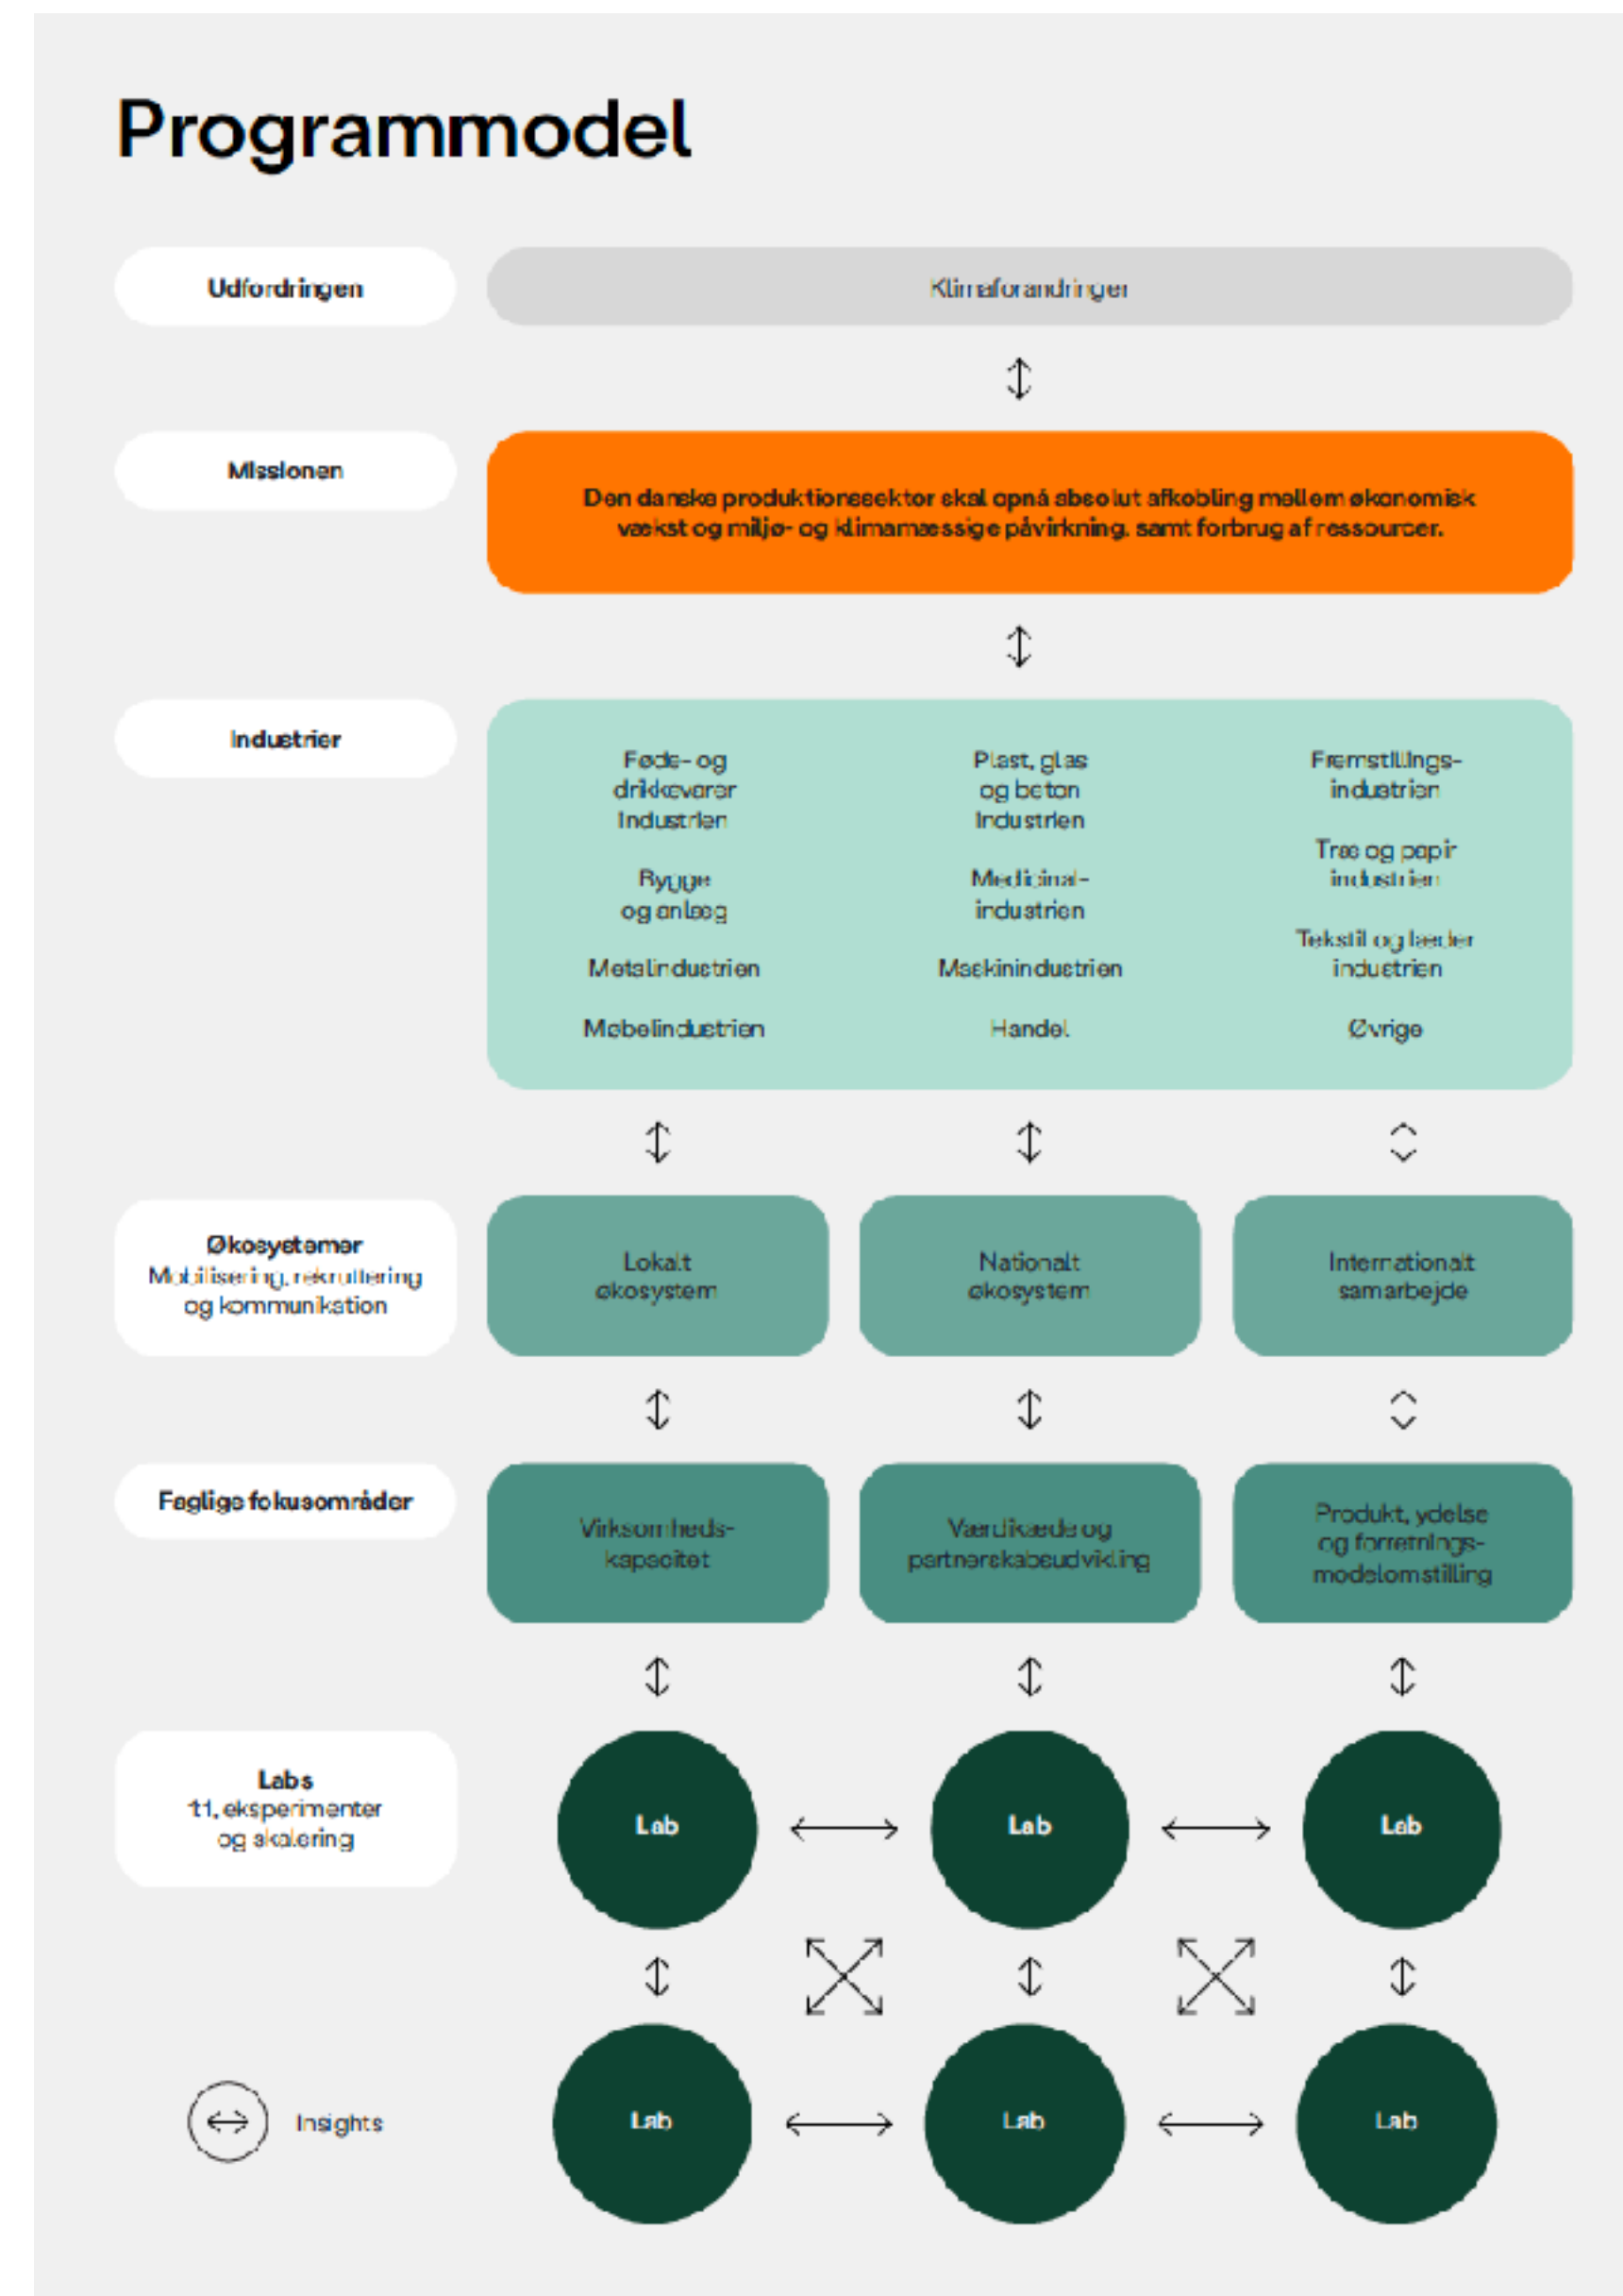 Programmodel
Udfordringen
Klimaforandringer
Missionen
Den danske produktionssektor skal opnå absolut afkobling mellem økonomisk
vækst og miljø- og klimamæssige påvirkning, samt forbrug af ressourcer.
Industrier
Føde- og
drikkevarer
Industrien
Bygge
og anlæg
Metalindustrien
Møbelindustrien
Plast, glas
og beton
Industrien
Medicinal-
industrien
Maskinindustrien
Handel
Fremstillings-
industrien
Træ og papir
industrien
Tekstil og læder
industrien
Øvrige
Økosystemer
Mobilisering, rekruttering
og kommunikation
Lokalt
økosystem
Nationalt
økosystem
Internationalt
samarbejde
Faglige fokusområder
Virksomheds-
kapacitet
Værdikæde og
partnerskabsudvikling
Produkt, ydelse
og forretnings-
modelomstilling
Labs
1:1, eksperimenter
og skalering
Lab
Lab
Lab
Insights
Lab
Lab
Lab